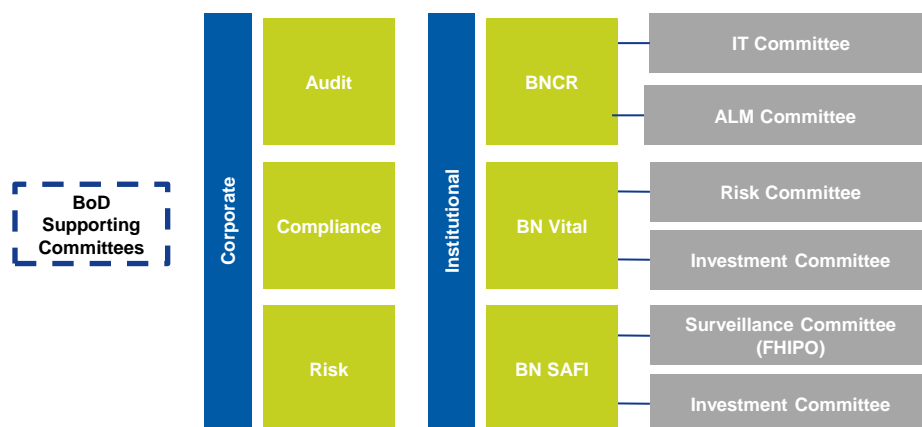 BoD
Supporting
Committees
Corporate
Audit
Compliance
Risk
Institutional
BNCR
IT Committee
ALM Committee
BN Vital
Risk Committee
Investment Committee
BN SAFI
Surveillance Committee
(FHIPO)
Investment Committee